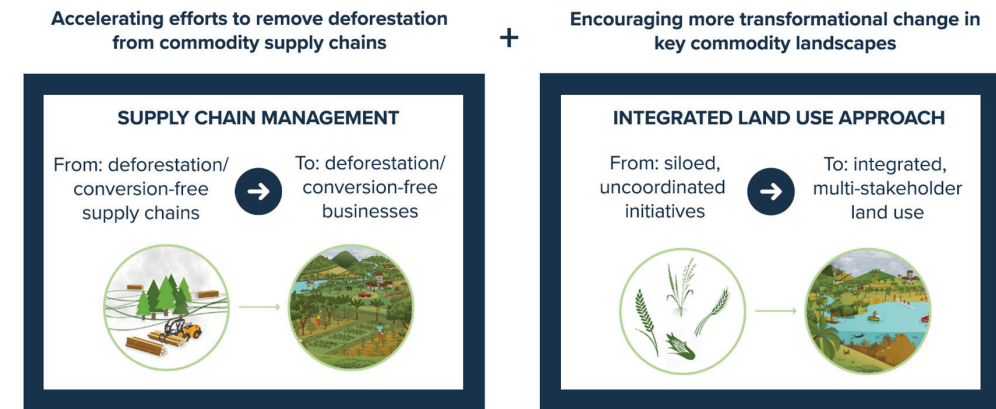 Accelerating efforts to remove deforestation
from commodity supply chains
+
Encouraging more transformational change in
key commodity landscapes
SUPPLY CHAIN MANAGEMENT
From: deforestation/
conversion-free
supply chains
To: deforestation/
conversion-free
businesses
INTEGRATED LAND USE APPROACH
From: siloed,
uncoordinated
initiatives
To: integrated,
multi-stakeholder
land use